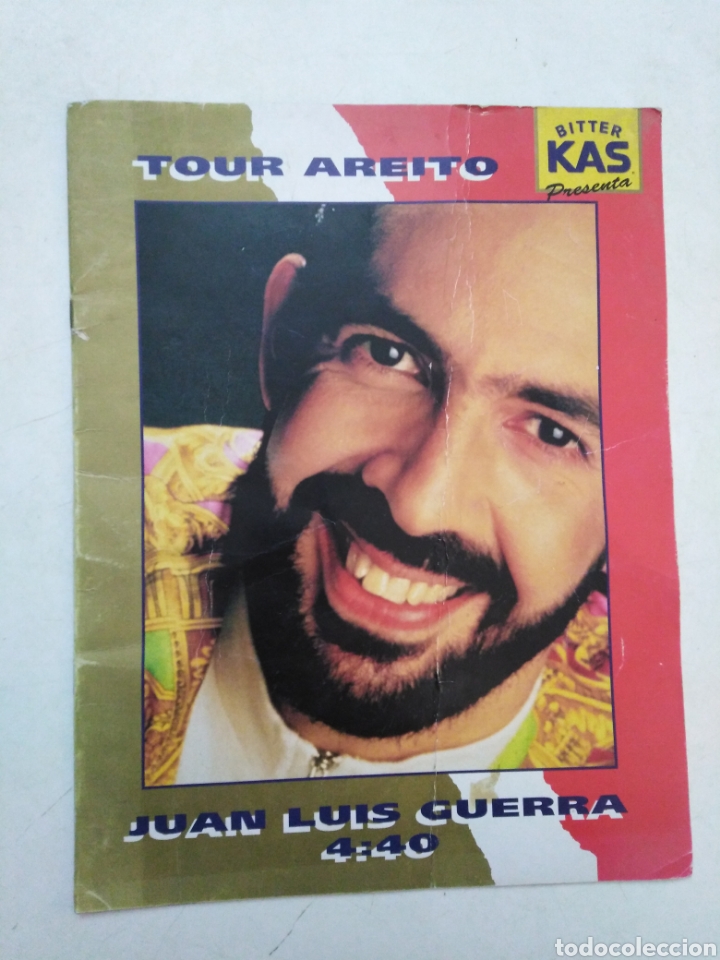 BITTER
KAS
Presenta
TOUR AREITO
JUAN LUIS GUERRA
4:40
todocoleccion